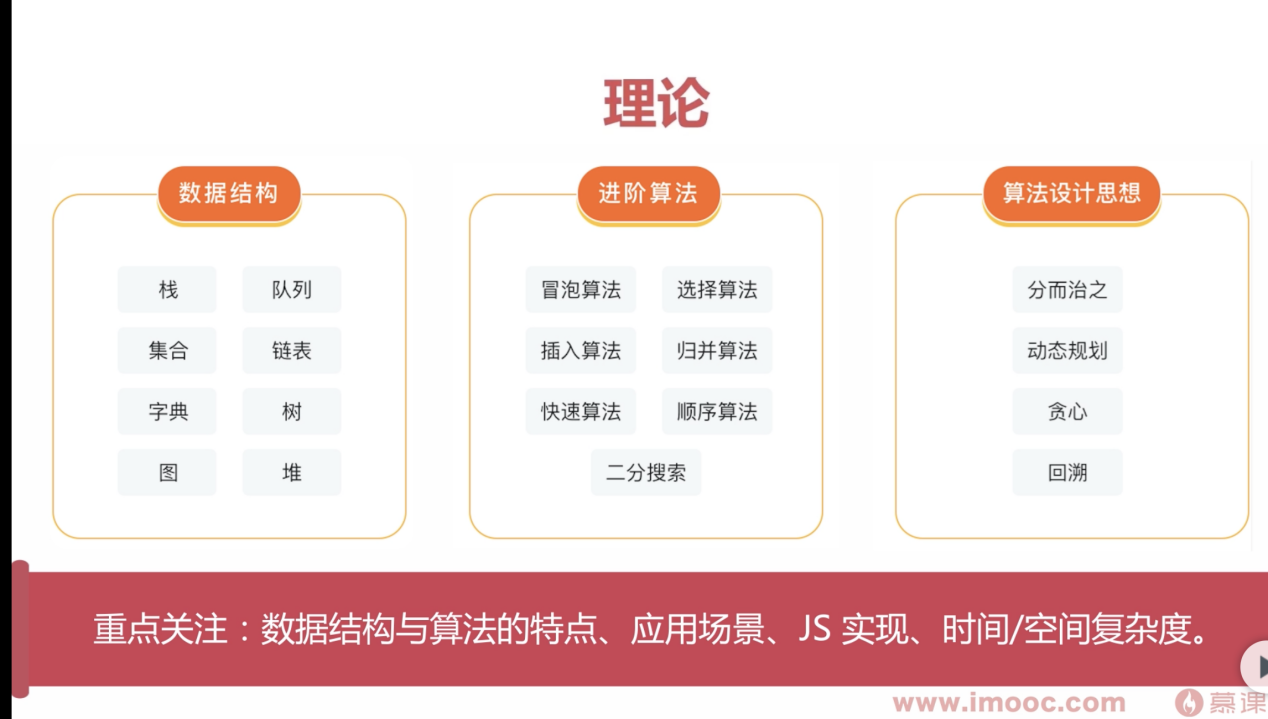 理论
数据结构
栈 队列
集合 链表
字典 树
图 堆
进阶算法
冒泡算法 选择算法
插入算法 归并算法
快速算法 顺序算法
二分搜索
算法设计思想
分而治之
动态规划
贪心
回溯
重点关注：数据结构与算法的特点、应用场景、JS 实现、时间/空间复杂度。
www.imooc.com 慕课